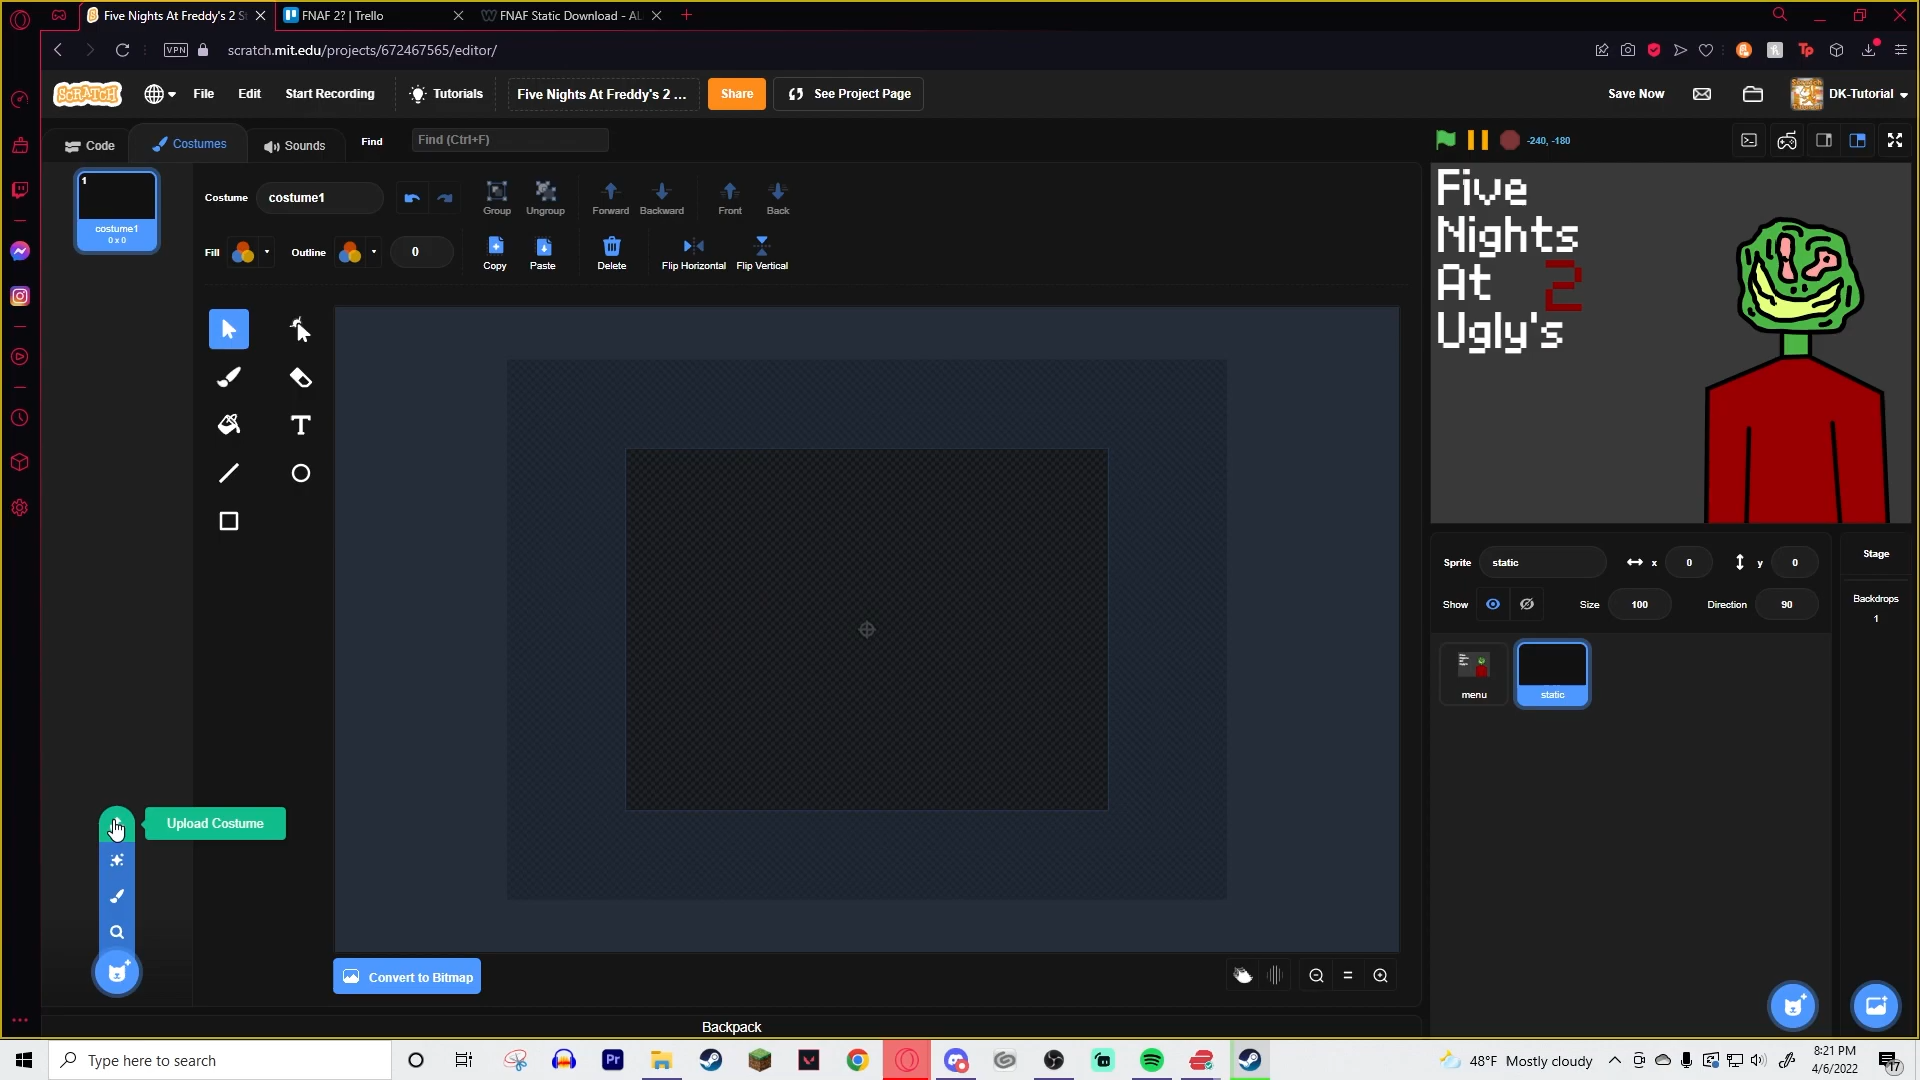 Five Nights At Freddy's 2 S
FNAF 2? | Trello
FNAF Static Download - AL
VPN
scratch.mit.edu/projects/672467565/editor/
Tp
SCRATCH
File
Edit
Start Recording
Tutorials
Five Nights At Freddy's 2 ...
Share
See Project Page
Save Now
DK-Tutorial
Code
Costumes
Sounds
Find
Find (Ctrl+F)
-240, -180
1
costume1
0 x 0
Costume
costume1
Group
Ungroup
Forward
Backward
Front
Back
Fill
Outline
0
Copy
Paste
Delete
Flip Horizontal
Flip Vertical
T
Five
Nights
At 2
Ugly's
Sprite
static
x
0
y
0
Show
Size
100
Direction
90
Stage
Backdrops
1
menu
static
Upload Costume
Convert to Bitmap
Backpack
Type here to search
Pr
48°F Mostly cloudy
8:21 PM
4/6/2022
17